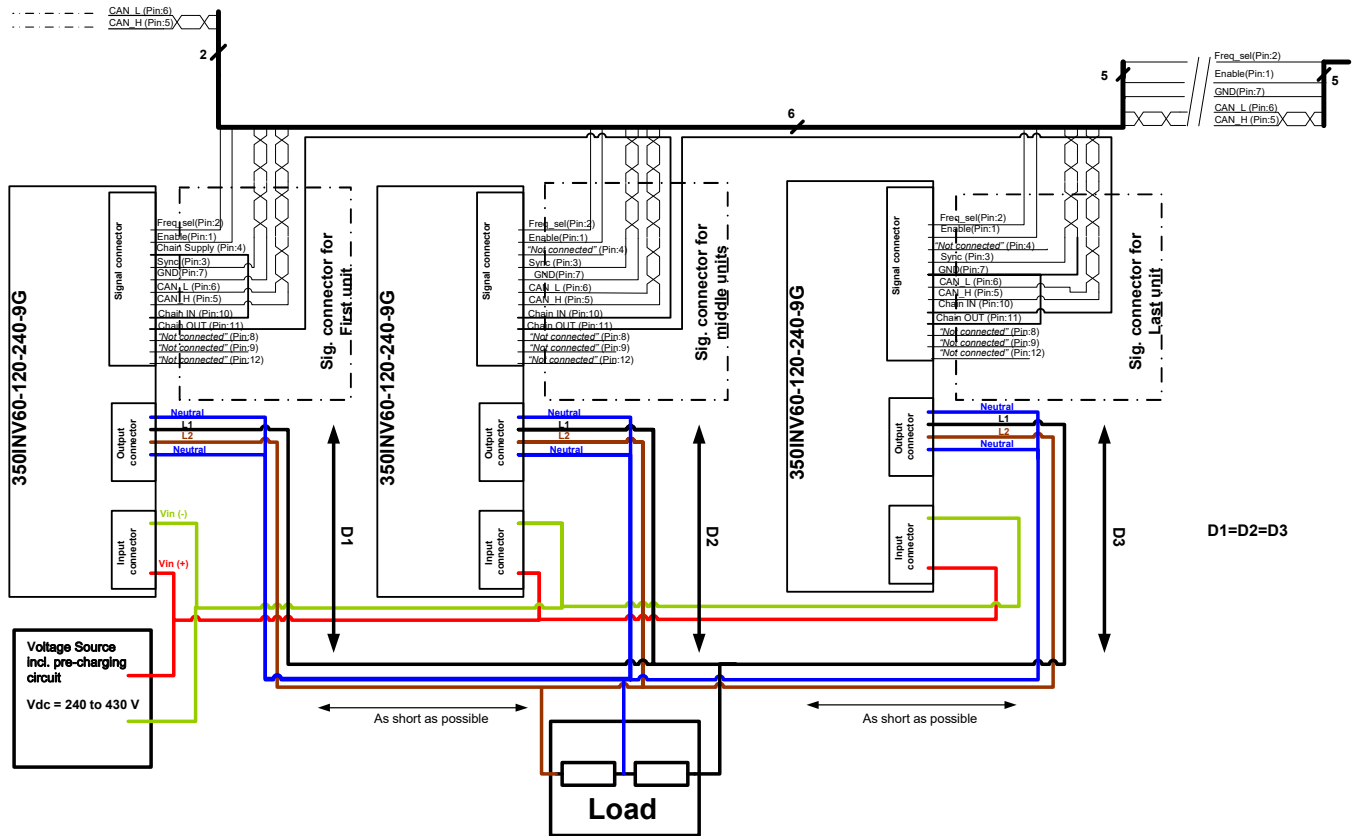 CAN_L (Pin:6)
CAN_H (Pin:5)
2
6
5
Freq_sel(Pin:2)
Enable(Pin:1)
GND(Pin:7)
CAN_L (Pin:6)
CAN_H (Pin:5)
5
350INV60-120-240-9G
Signal connector
Freq_sel(Pin:2)
Enable(Pin:1)
Chain Supply (Pin:4)
Sync(Pin:3)
GND(Pin:7)
CAN_L (Pin:6)
CAN_H (Pin:5)
Chain IN (Pin:10)
Chain OUT (Pin:11)
"Not connected" (Pin:8)
"Not connected" (Pin:9)
"Not connected" (Pin:12)
Sig. connector for
First unit
Output
connector
Neutral
L1
L2
Neutral
Input
connector
Vin (-)
Vin (+)
D1
350INV60-120-240-9G
Signal connector
Freq_sel(Pin:2)
Enable(Pin:1)
"Not connected" (Pin:4)
Sync (Pin:3)
GND(Pin:7)
CAN_L (Pin:6)
CAN_H (Pin:5)
Chain IN (Pin:10)
Chain OUT (Pin:11)
"Not connected" (Pin:8)
"Not connected" (Pin:9)
"Not connected" (Pin:12)
Sig. connector for
middle units
Output
connector
Neutral
L1
L2
Neutral
Input
connector
D2
350INV60-120-240-9G
Signal connector
Freq_sel(Pin:2)
Enable(Pin:1)
"Not connected" (Pin:4)
Sync (Pin:3)
GND(Pin:7)
CAN_L (Pin:6)
CAN_H (Pin:5)
Chain IN (Pin:10)
Chain OUT (Pin:11)
"Not connected" (Pin:8)
"Not connected" (Pin:9)
"Not connected" (Pin:12)
Sig. connector for
Last unit
Output
connector
Neutral
L1
L2
Neutral
Input
connector
D3
D1=D2=D3
Voltage Source
incl. pre-charging
circuit
Vdc = 240 to 430 V
As short as possible
As short as possible
Load